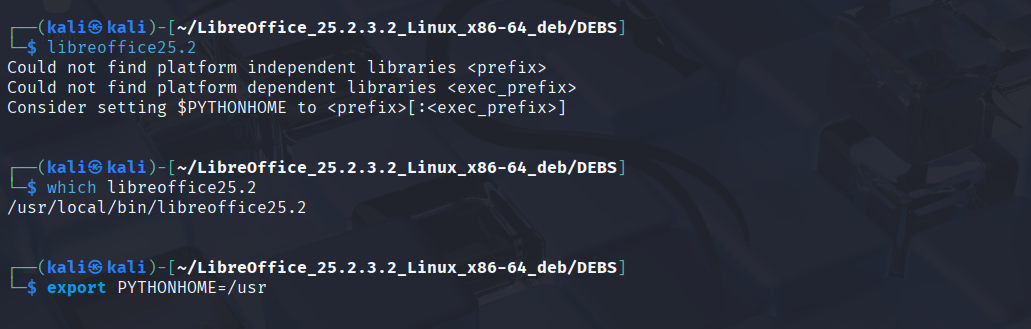 ┌──(kali㉿kali)-[~/LibreOffice_25.2.3.2_Linux_x86-64_deb/DEBS]
└─$ libreoffice25.2
Could not find platform independent libraries <prefix>
Could not find platform dependent libraries <exec_prefix>
Consider setting $PYTHONHOME to <prefix>[:<exec_prefix>]
┌──(kali㉿kali)-[~/LibreOffice_25.2.3.2_Linux_x86-64_deb/DEBS]
└─$ which libreoffice25.2
/usr/local/bin/libreoffice25.2
┌──(kali㉿kali)-[~/LibreOffice_25.2.3.2_Linux_x86-64_deb/DEBS]
└─$ export PYTHONHOME=/usr